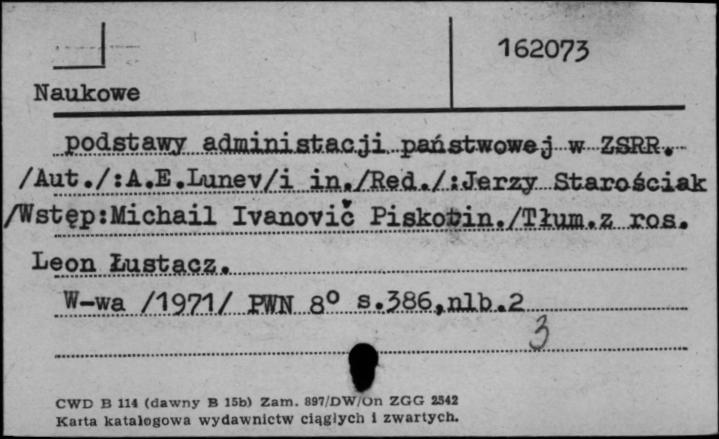 162073
Naukowe
podstawy administacji państwowej w ZSRR.
/Aut./:A.E.Lunev/i in./Red./:Jerzy Starościak
/Wstęp:Michail Ivanovič Piskotin./Tłum.z ros.
Leon Łustacz.
W-wa /1971/ PWN 8° s.386,nlb.2
3
CWD B 114 (dawny B 15b) Zam. 897/DW/On ZGG 2542
Karta katalogowa wydawnictw ciągłych i zwartych.